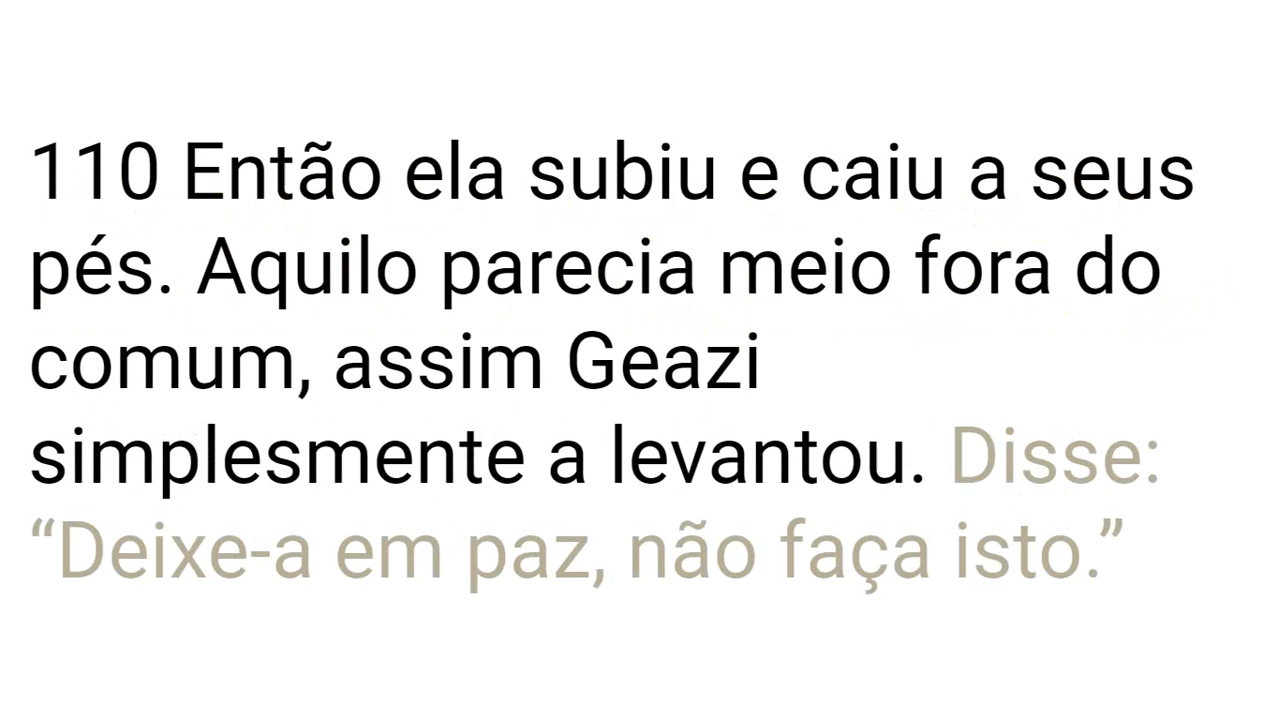 110 Então ela subiu e caiu a seus
pés. Aquilo parecia meio fora do
comum, assim Geazi
simplesmente a levantou. Disse:
“Deixe-a em paz, não faça isto.”